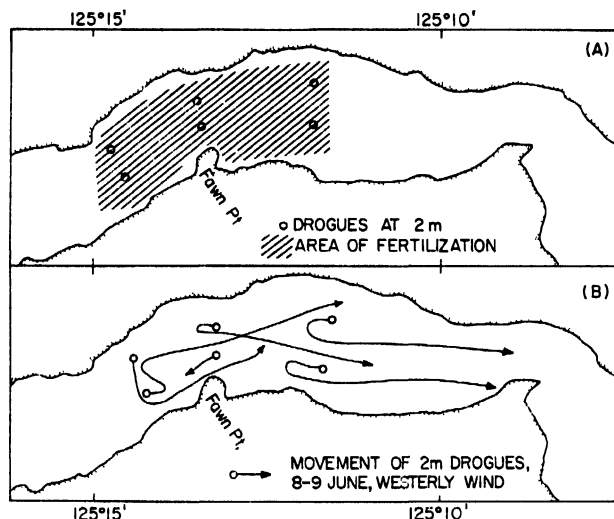 125°15'
125°10'
(A)
Fawn Pt
DROGUES AT 2 m
AREA OF FERTILIZATION
(B)
Fawn Pt.
MOVEMENT OF 2m DROGUES,
8-9 JUNE, WESTERLY WIND
125°15'
125°10'